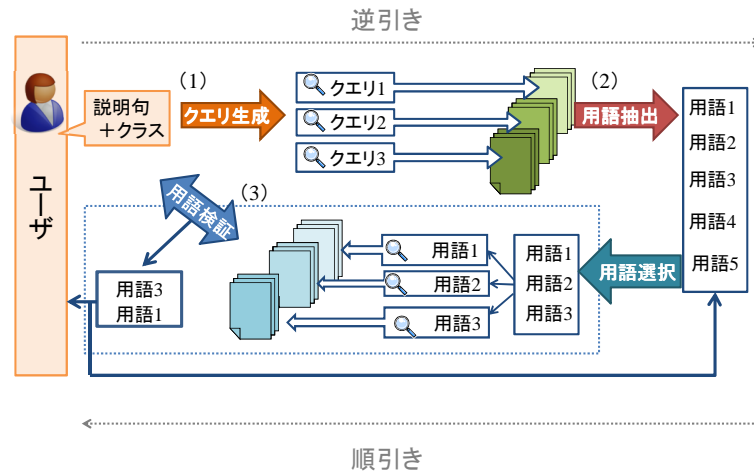 逆引き
(1)
(2)
説明句
+クラス
クエリ生成
クエリ1
クエリ2
クエリ3
用語抽出
用語1
用語2
用語3
用語4
用語5
ユーザ
用語検証
(3)
用語1
用語2
用語3
用語1
用語2
用語3
用語選択
用語3
用語1
順引き